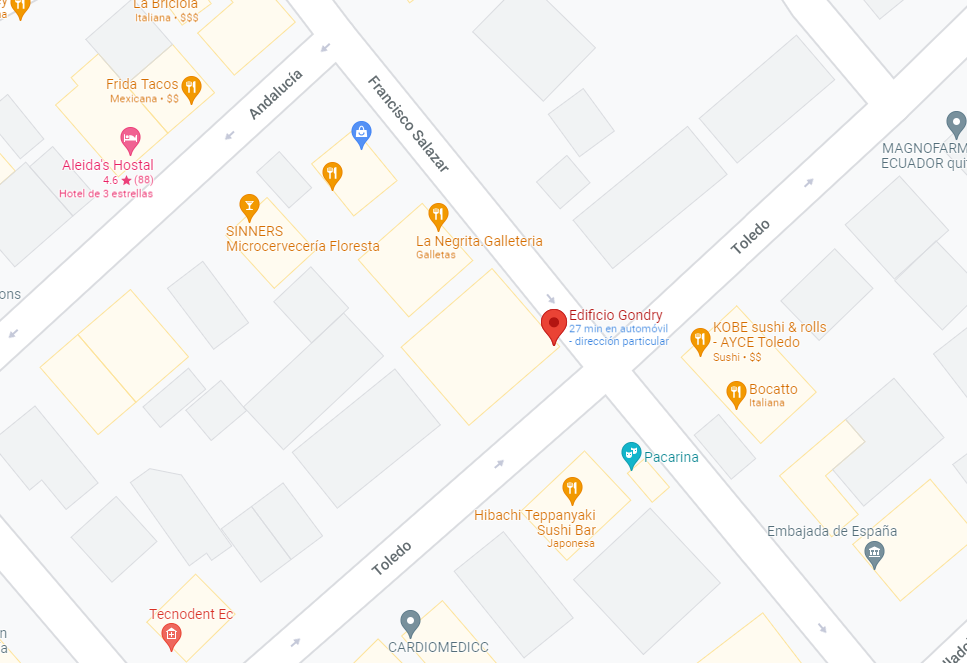 La Briciola
Italiana • $$$
Frida Tacos
Mexicana • $$
Andalucía
Francisco Salazar
Aleida's Hostal
4.6 ★ (88)
Hotel de 3 estrellas
MAGNOFARM
ECUADOR qui
SINNERS
Microcervecería Floresta
La Negrita Galleteria
Galletas
Toledo
ons
Edificio Gondry
27 min en automóvil
- dirección particular
KOBE sushi & rolls
- AYCE Toledo
Sushi • $$
Bocatto
Italiana
Pacarina
Hibachi Teppanyaki
Sushi Bar
Japonesa
Embajada de España
Toledo
Tecnodent Ec
CARDIOMEDICC